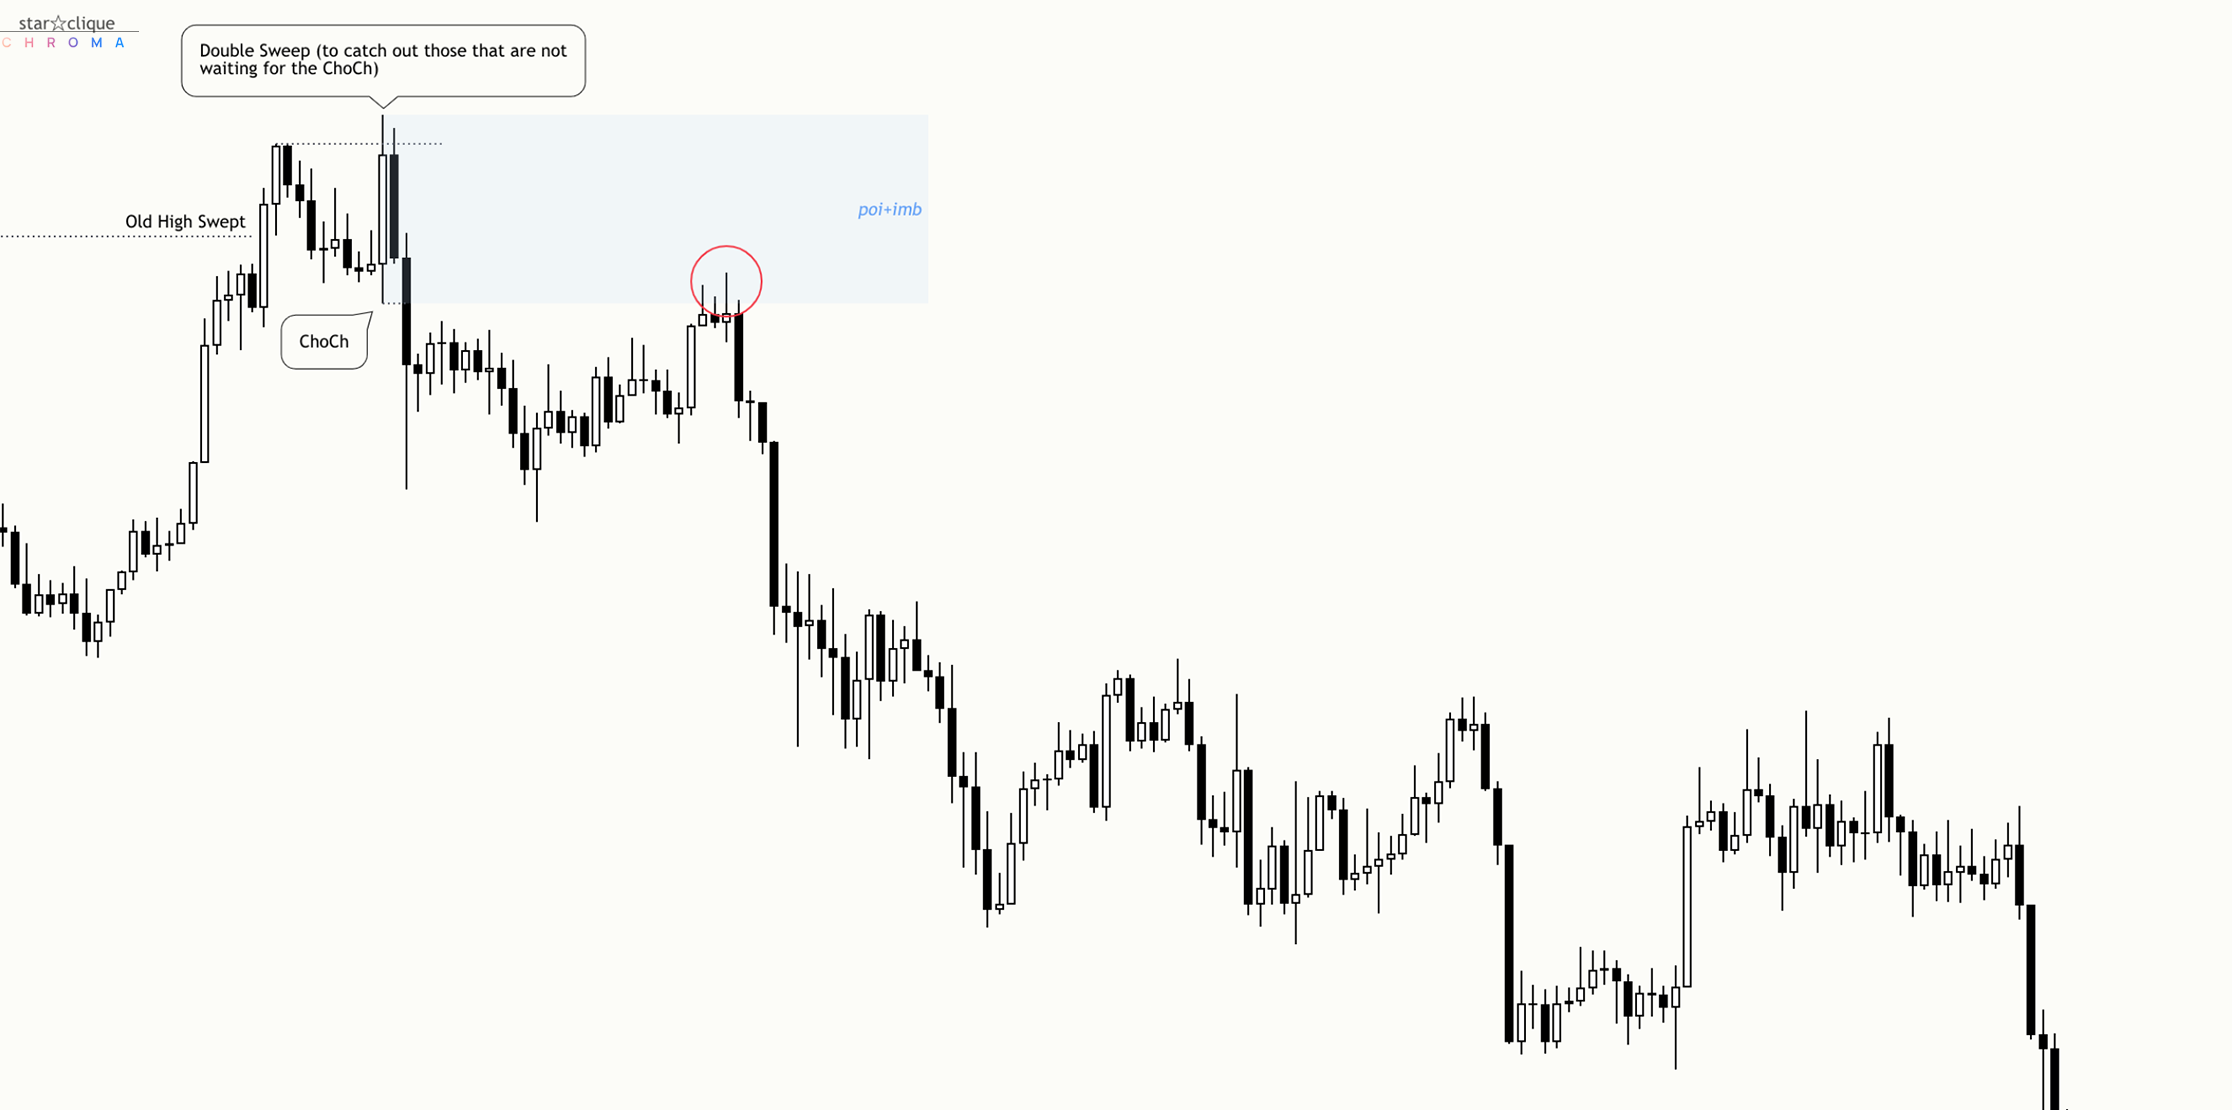 star☆clique
CHROMA
Double Sweep (to catch out those that are not
waiting for the ChoCh)
Old High Swept
poi+imb
ChoCh